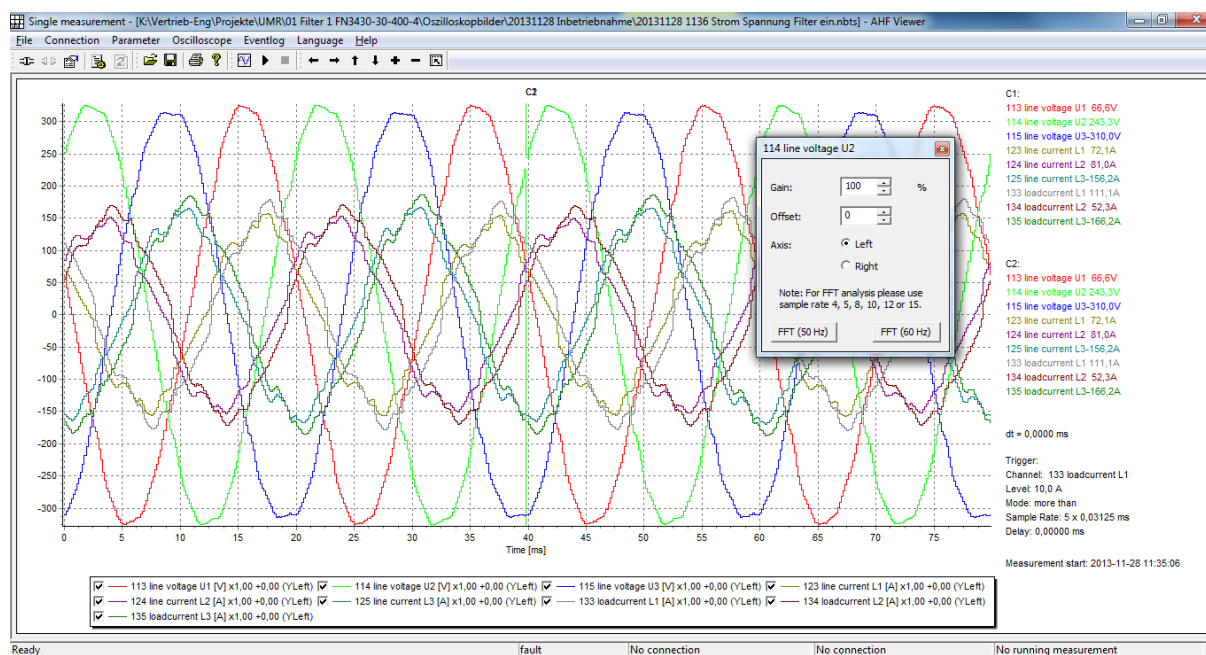 Single measurement - [K:\Vertrieb-Eng\Projekte\UMR\01 Filter 1 FN3430-30-400-4\Oszilloskopbilder\20131128 Inbetriebnahme\20131128 1136 Strom Spannung Filter ein.nbts] - AHF Viewer
File Connection Parameter Oscilloscope Eventlog Language Help
C2
300
250
200
150
100
50
0
-50
-100
-150
-200
-250
-300
0 5 10 15 20 25 30 35 40 45 50 55 60 65 70 75
Time [ms]
114 line voltage U2
Gain: 100 %
Offset: 0
Axis: Left
Right
Note: For FFT analysis please use
sample rate 4, 5, 8, 10, 12 or 15.
FFT (50 Hz) FFT (60 Hz)
C1:
113 line voltage U1 66,6V
114 line voltage U2 243,3V
115 line voltage U3-310,0V
123 line current L1 72,1A
124 line current L2 81,0A
125 line current L3-156,2A
133 loadcurrent L1 111,1A
134 loadcurrent L2 52,3A
135 loadcurrent L3-166,2A
C2:
113 line voltage U1 66,6V
114 line voltage U2 243,3V
115 line voltage U3-310,0V
123 line current L1 72,1A
124 line current L2 81,0A
125 line current L3-156,2A
133 loadcurrent L1 111,1A
134 loadcurrent L2 52,3A
135 loadcurrent L3-166,2A
dt = 0,0000 ms
Trigger:
Channel: 133 loadcurrent L1
Level: 10,0 A
Mode: more than
Sample Rate: 5 x 0,03125 ms
Delay: 0,00000 ms
Measurement start: 2013-11-28 11:35:06
113 line voltage U1 [V] x1,00 +0,00 (YLeft) 114 line voltage U2 [V] x1,00 +0,00 (YLeft) 115 line voltage U3 [V] x1,00 +0,00 (YLeft) 123 line current L1 [A] x1,00 +0,00 (YLeft)
124 line current L2 [A] x1,00 +0,00 (YLeft) 125 line current L3 [A] x1,00 +0,00 (YLeft) 133 loadcurrent L1 [A] x1,00 +0,00 (YLeft) 134 loadcurrent L2 [A] x1,00 +0,00 (YLeft)
135 loadcurrent L3 [A] x1,00 +0,00 (YLeft)
Ready fault No connection No connection No running measurement